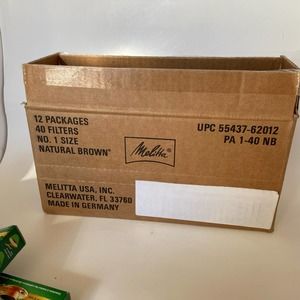 12 PACKAGES
40 FILTERS
NO. 1 SIZE
NATURAL BROWN*
Melitta
UPC 55437-62012
PA 1-40 NB
MELITTA USA, INC.
CLEARWATER, FL 33760
MADE IN GERMANY